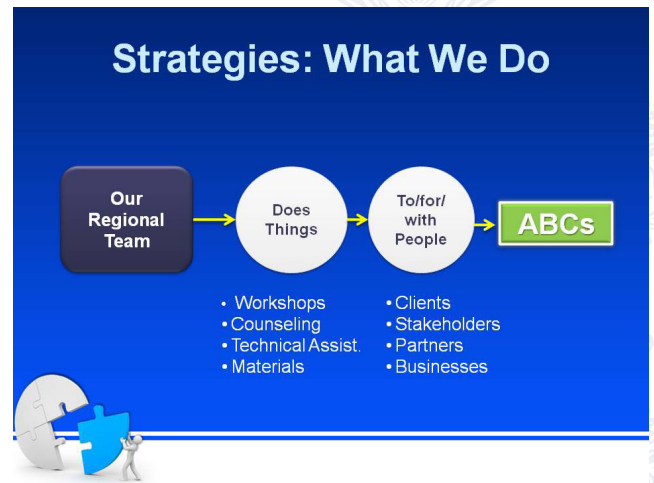 Strategies: What We Do
Our
Regional
Team
Does
Things
To/for/
with
People
ABCs
• Workshops
• Counseling
• Technical Assist.
• Materials
• Clients
• Stakeholders
• Partners
• Businesses